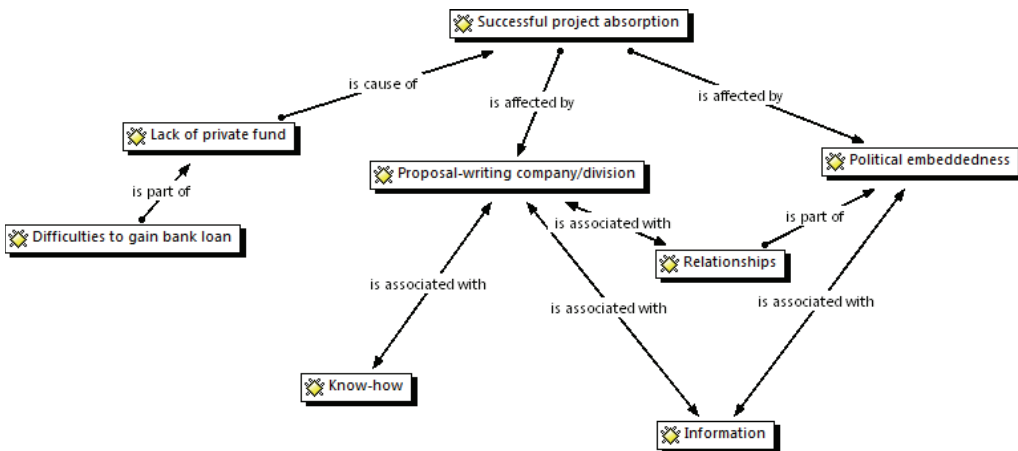 Successful project absorption
is cause of
is affected by
is affected by
Lack of private fund
Proposal-writing company/division
Political embeddedness
is part of
is associated with
is part of
Difficulties to gain bank loan
Relationships
is associated with
is associated with
is associated with
Know-how
Information